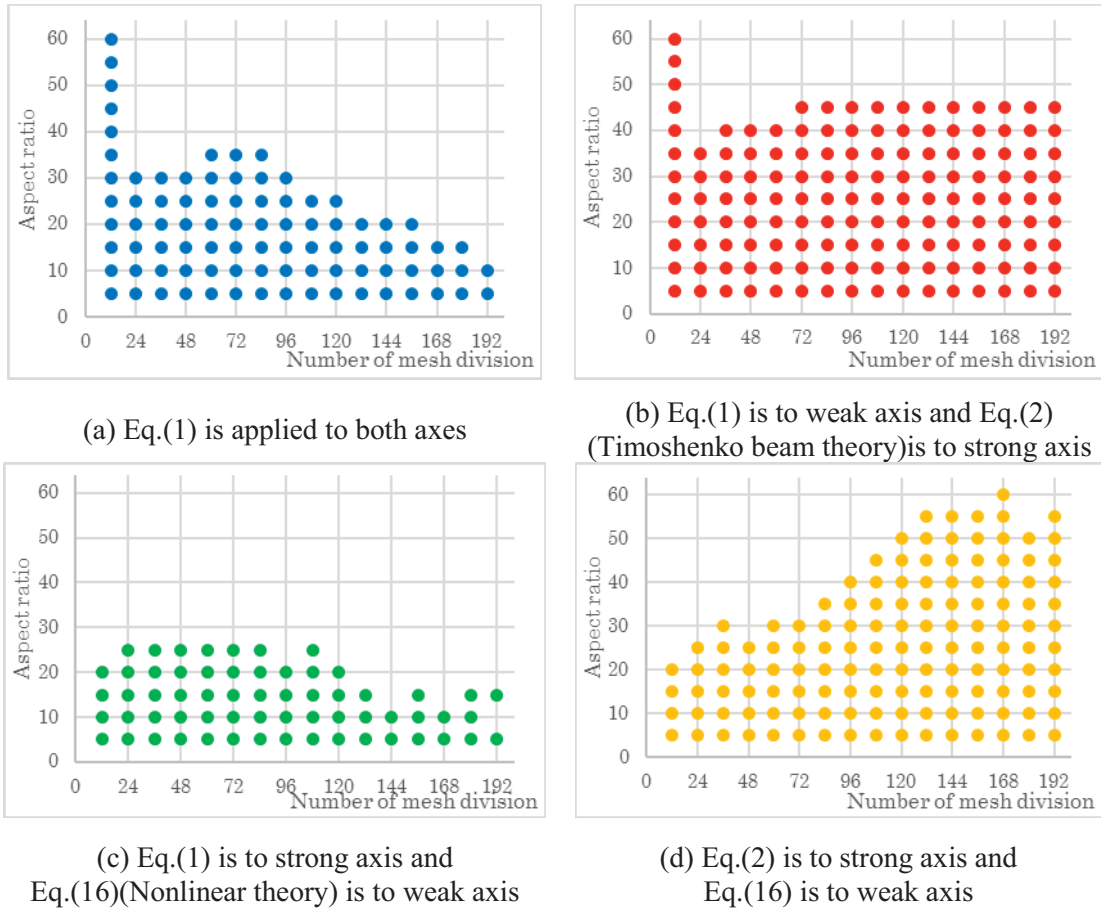 60
50
40
30
20
10
0
Aspect ratio
0 24 48 72 96 120 144 168 192
Number of mesh division
(a) Eq.(1) is applied to both axes
60
50
40
30
20
10
0
Aspect ratio
0 24 48 72 96 120 144 168 192
Number of mesh division
(b) Eq.(1) is to weak axis and Eq.(2)
(Timoshenko beam theory)is to strong axis
60
50
40
30
20
10
0
Aspect ratio
0 24 48 72 96 120 144 168 192
Number of mesh division
(c) Eq.(1) is to strong axis and
Eq.(16)(Nonlinear theory) is to weak axis
60
50
40
30
20
10
0
Aspect ratio
0 24 48 72 96 120 144 168 192
Number of mesh division
(d) Eq.(2) is to strong axis and
Eq.(16) is to weak axis